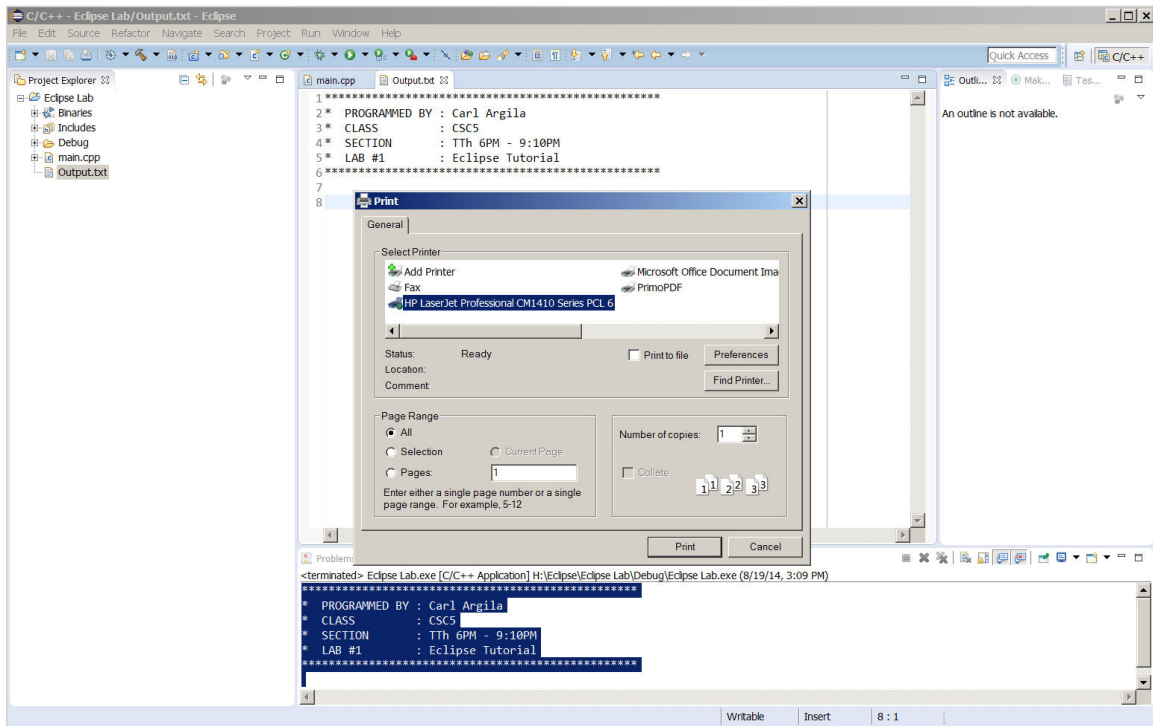 C/C++ - Eclipse Lab/Output.txt - Eclipse
File Edit Source Refactor Navigate Search Project Run Window Help
Quick Access
C/C++
Project Explorer
Eclipse Lab
Binaries
Includes
Debug
main.cpp
Output.txt
main.cpp
Output.txt
1 **************************************************
2 * PROGRAMMED BY : Carl Argila
3 * CLASS : CSC5
4 * SECTION : TTh 6PM - 9:10PM
5 * LAB #1 : Eclipse Tutorial
6 **************************************************
7
8
Outli... Mak... Tas...
An outline is not available.
Print
General
Select Printer
Add Printer
Fax
HP LaserJet Professional CM1410 Series PCL 6
Microsoft Office Document Ima
PrimoPDF
Status: Ready
Location:
Comment:
Print to file
Preferences
Find Printer...
Page Range
All
Selection
Current Page
Pages: 1
Enter either a single page number or a single
page range. For example, 5-12
Number of copies: 1
Collate
1 1 2 2 3 3
Print
Cancel
Problem
<terminated> Eclipse Lab.exe [C/C++ Application] H:\Eclipse\Eclipse Lab\Debug\Eclipse Lab.exe (8/19/14, 3:09 PM)
**************************************************
* PROGRAMMED BY : Carl Argila
* CLASS : CSC5
* SECTION : TTh 6PM - 9:10PM
* LAB #1 : Eclipse Tutorial
**************************************************
Writable
Insert
8 : 1